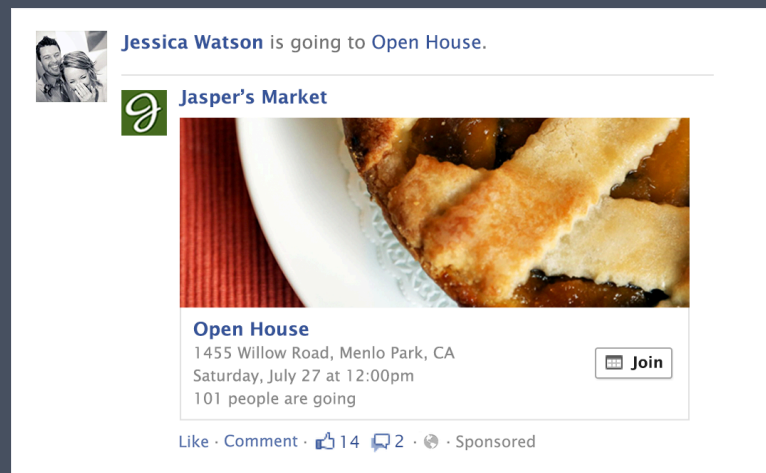 Jessica Watson is going to Open House.
Jasper’s Market
Open House
1455 Willow Road, Menlo Park, CA
Saturday, July 27 at 12:00pm
101 people are going
Join
Like · Comment · 14 2 · · Sponsored